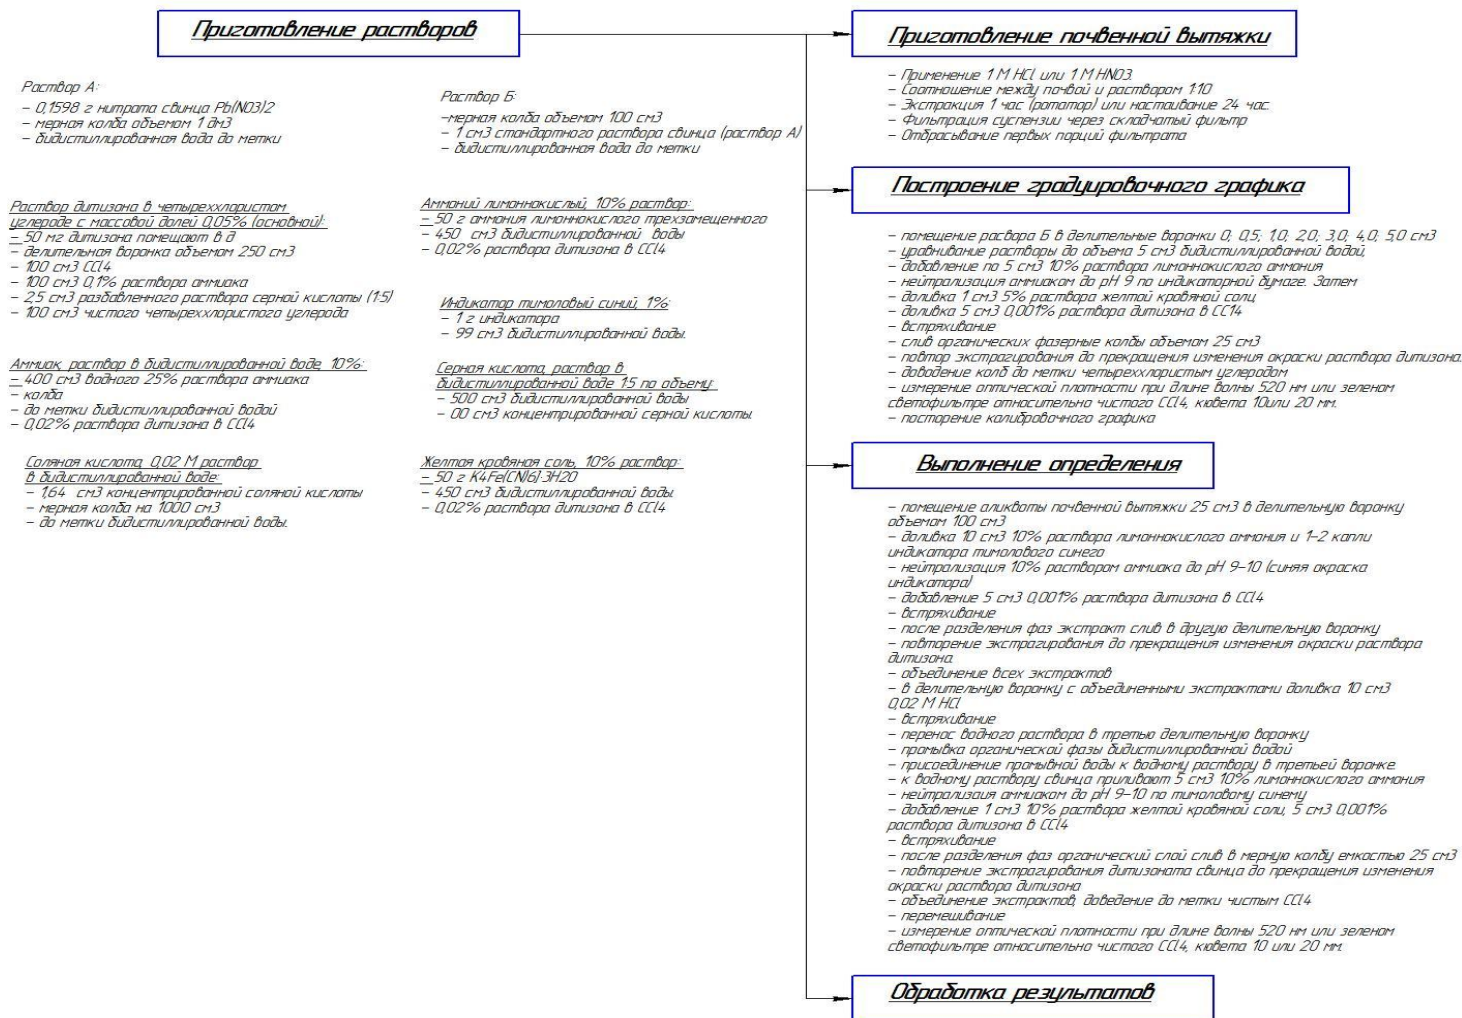 Приготовление растворов
Раствор А:
- 0,1598 г нитрата свинца Pb(NO3)2
- мерная колба объемом 1 дм3
- бидистиллированная вода до метки
Раствор Б:
-мерная колба объемом 100 см3
- 1 см3 стандартного раствора свинца (раствор А)
- бидистиллированная вода до метки
Раствор дитизона в четыреххлористом
углероде с массовой долей 0,05% (основной):
- 50 мг дитизона помещают в д
- делительная воронка объемом 250 см3
- 100 см3 CCl4
- 100 см3 0,1% раствора аммиака
- 2,5 см3 разбавленного раствора серной кислоты (1:5)
- 100 см3 чистого четыреххлористого углерода
Аммоний лимоннокислый, 10% раствор:
- 50 г аммония лимоннокислого трехзамещенного
- 450 см3 бидистиллированной воды
- 0,02% раствора дитизона в CCl4
Индикатор тимоловый синий, 1%:
- 1 г индикатора
- 99 см3 бидистиллированной воды.
Аммиак, раствор в бидистиллированной воде, 10%:
- 400 см3 водного 25% раствора аммиака
- колба
- до метки бидистиллированной водой
- 0,02% раствора дитизона в CCl4
Серная кислота, раствор в
бидистиллированной воде 1:5 по объему:
- 500 см3 бидистиллированной воды
- 00 см3 концентрированной серной кислоты.
Соляная кислота, 0,02 М раствор
в бидистиллированной воде:
- 1,64 см3 концентрированной соляной кислоты
- мерная колба на 1000 см3
- до метки бидистиллированной воды.
Желтая кровяная соль, 10% раствор:
- 50 г K4Fe(CN)6]·3H2O
- 450 см3 бидистиллированной воды.
- 0,02% раствора дитизона в CCl4
Приготовление почвенной вытяжки
- Применение 1 М HCl или 1 М HNO3.
- Соотношение между почвой и раствором 1:10
- Экстракция 1 час (ротатор) или настаивание 24 час.
- Фильтрация суспензии через складчатый фильтр
- Отбрасывание первых порций фильтрата
Построение градуировочного графика
- помещение расвора Б в делительные воронки 0; 0,5; 1,0; 2,0; 3,0; 4,0; 5,0 см3
- уровнивание растворы до объема 5 см3 бидистиллированной водой,
- добавление по 5 см3 10% раствора лимоннокислого аммония
- нейтрализация аммиаком до pH 9 по индикаторной бумаге. Затем
- доливка 1 см3 5% раствора желтой кровяной солц
- доливка 5 см3 0,001% раствора дитизона в СС14
- встряхивание
- слив органических фазерные колбы объемом 25 см3
- повтор экстрагирования до прекращения изменения окраски раствора дитизона.
- доводение колб до метки четыреххлористым углеродом
- измерение оптической плотности при длине волны 520 нм или зеленом
светофильтре относительно чистого CCl4, кювета 10или 20 мм.
- посторение калибровочного графика
Выполнение определения
- помещение аликвоты почвенной вытяжки 25 см3 в делительную воронку
объемом 100 см3
- доливка 10 см3 10% раствора лимоннокислого аммония и 1-2 капли
индикатора тимолового синего
- нейтрализация 10% раствором аммиака до pH 9-10 (синяя окраска
индикатора)
- добавление 5 см3 0,001% раствора дитизона в CCl4
- встряхивание
- после разделения фаз экстракт слив в другую делительную воронку
- повторение экстрагирования до прекращения изменения окраски раствора
дитизона.
- объединение всех экстрактов
- в делительную воронку с объединенными экстрактами доливка 10 см3
0,02 М HCl
- встряхивание
- перенос водного раствора в третью делительную воронку
- промывка органической фазы бидистиллированной водой
- присоединение промывной воды к водному раствору в третьей воронке.
- к водному раствору свинца приливают 5 см3 10% лимоннокислого аммония
- нейтрализаия аммиаком до pH 9-10 по тимоловому синему
- добавление 1 см3 10% раствора желтой кровяной соли, 5 см3 0,001%
раствора дитизона в CCl4
- встряхивание
- после разделения фаз органический слой слив в мерную колбу емкостью 25 см3
- повторение экстрагирования дитизоната свинца до прекращения изменения
окраски раствора дитизона
- объединение экстрактов, доведение до метки чистым CCl4
- перемешивание
- измерение оптической плотности при длине волны 520 нм или зеленом
светофильтре относительно чистого CCl4, кювета 10 или 20 мм.
Обработка результатов